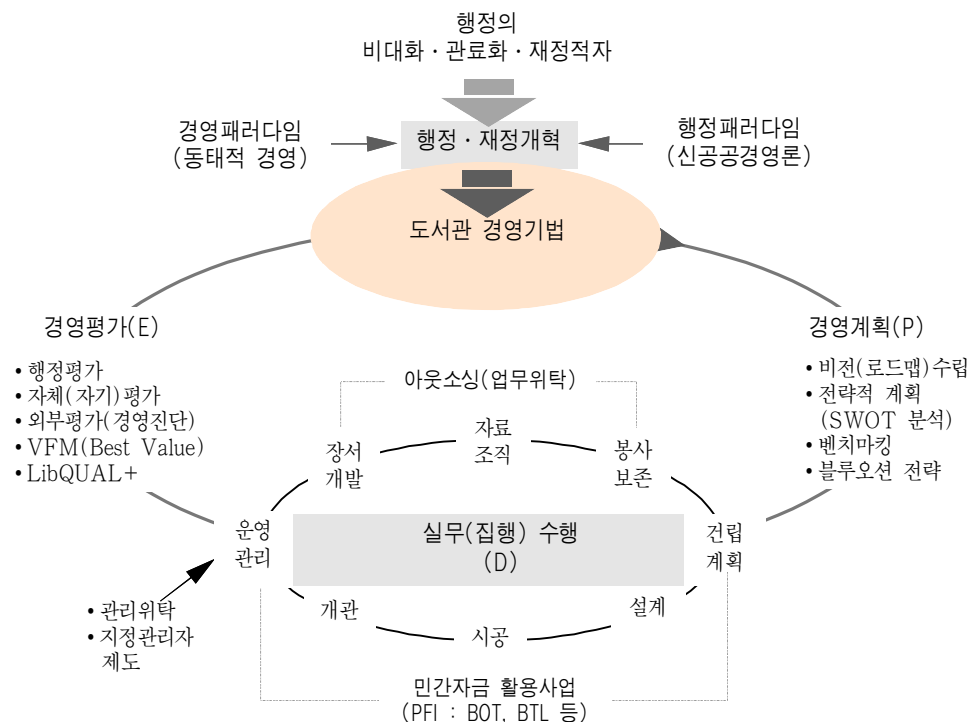 행정의
비대화 · 관료화 · 재정적자
경영패러다임
(동태적 경영)
행정 · 재정개혁
행정패러다임
(신공공경영론)
도서관 경영기법
경영평가(E)
• 행정평가
• 자체(자기)평가
• 외부평가(경영진단)
• VFM(Best Value)
• LibQUAL+
경영계획(P)
• 비전(로드맵)수립
• 전략적 계획
(SWOT 분석)
• 벤치마킹
• 블루오션 전략
아웃소싱(업무위탁)
장서
개발
자료
조직
봉사
보존
운영
관리
실무(집행) 수행
(D)
건립
계획
개관
시공
설계
• 관리위탁
• 지정관리자
제도
민간자금 활용사업
(PFI : BOT, BTL 등)